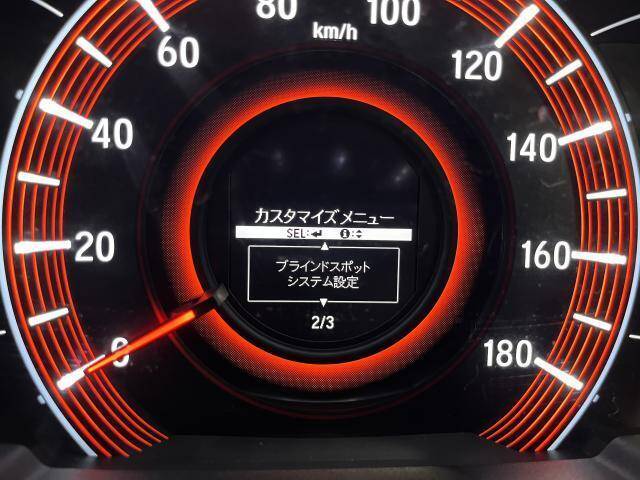 80
100
km/h
60
120
40
140
カスタマイズメニュー
SEL:↵ ℹ:⬍
20
160
ブラインドスポット
システム設定
2/3
0
180